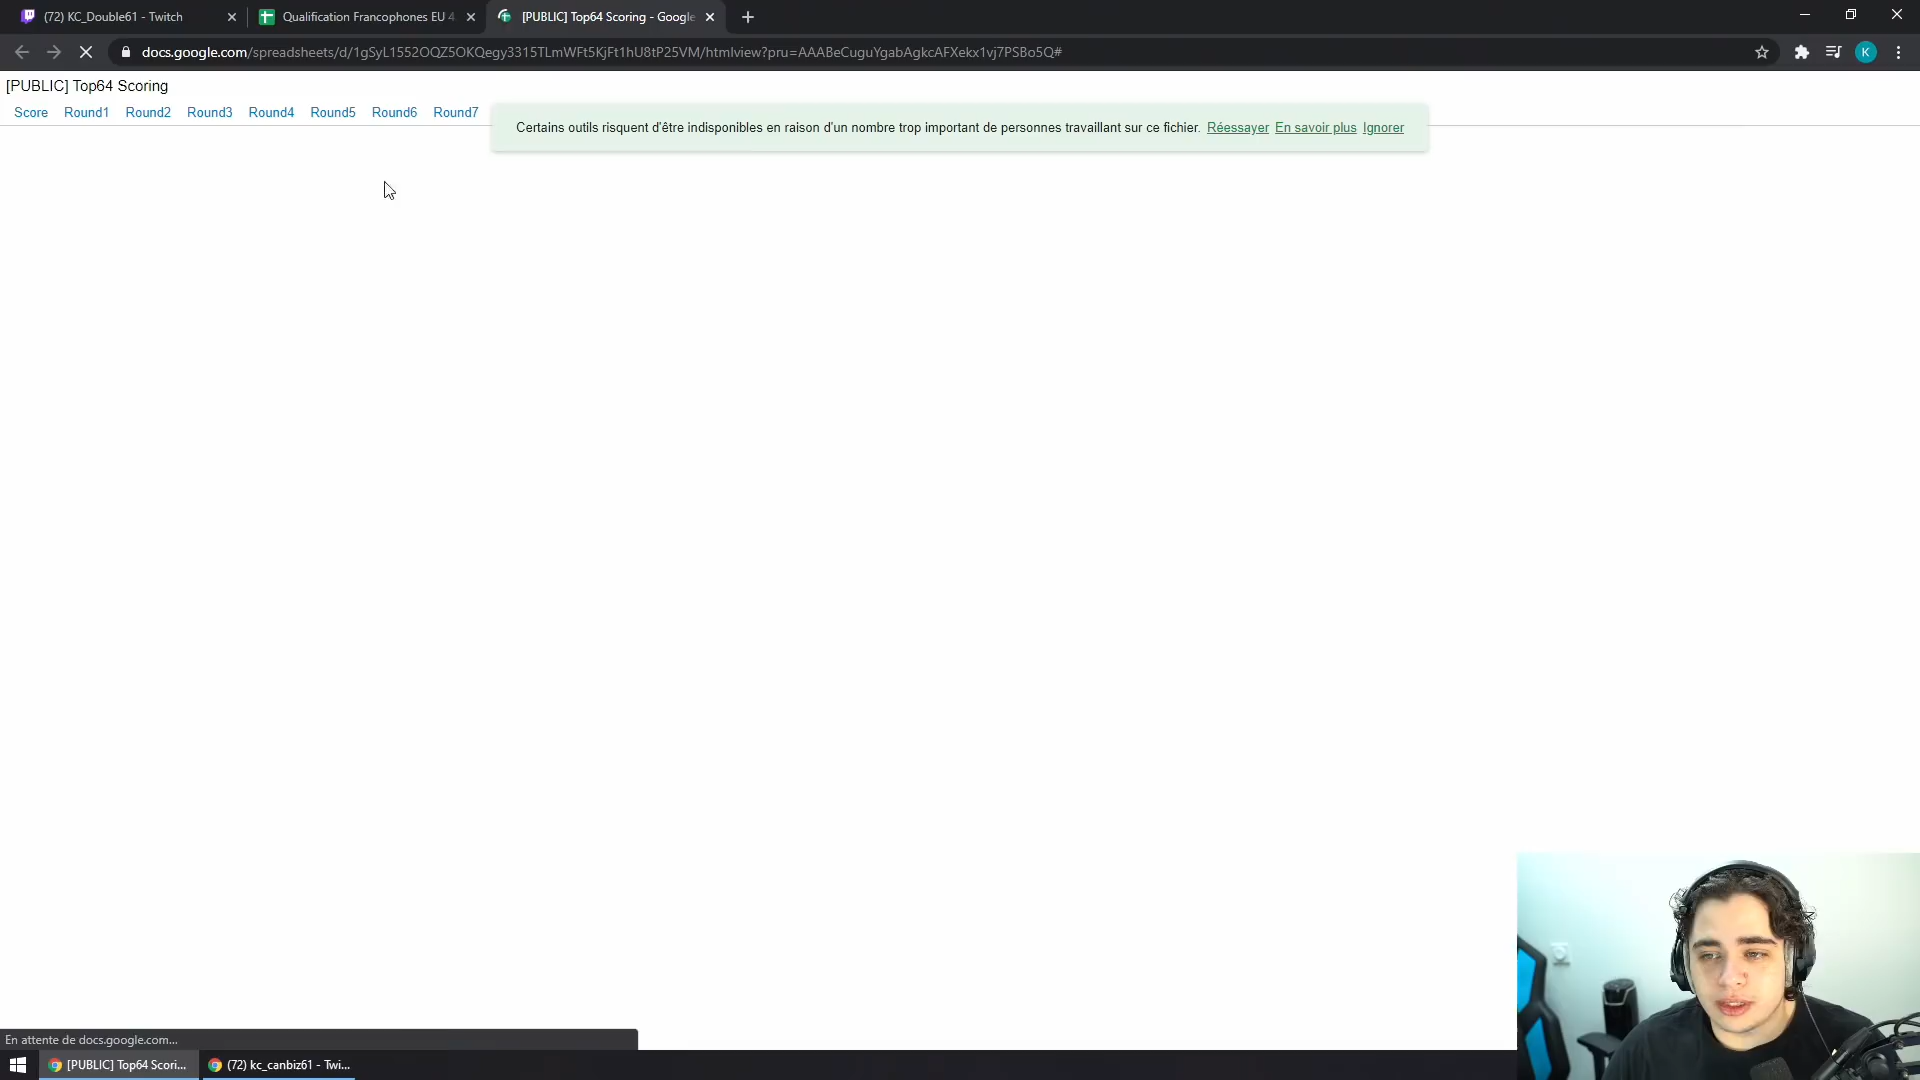 (72) KC_Double61 - Twitch
Qualification Francophones EU 4
[PUBLIC] Top64 Scoring - Google
docs.google.com/spreadsheets/d/1gSyL1552OQZ5OKQegy3315TLmWFt5KjFt1hU8tP25VM/htmlview?pru=AAABeCuguYgabAgkcAFXekx1vj7PSBo5Q#
K
[PUBLIC] Top64 Scoring
Score Round1 Round2 Round3 Round4 Round5 Round6 Round7
Certains outils risquent d'être indisponibles en raison d'un nombre trop important de personnes travaillant sur ce fichier. Réessayer En savoir plus Ignorer
En attente de docs.google.com...
[PUBLIC] Top64 Scori...
(72) kc_canbiz61 - Twi...